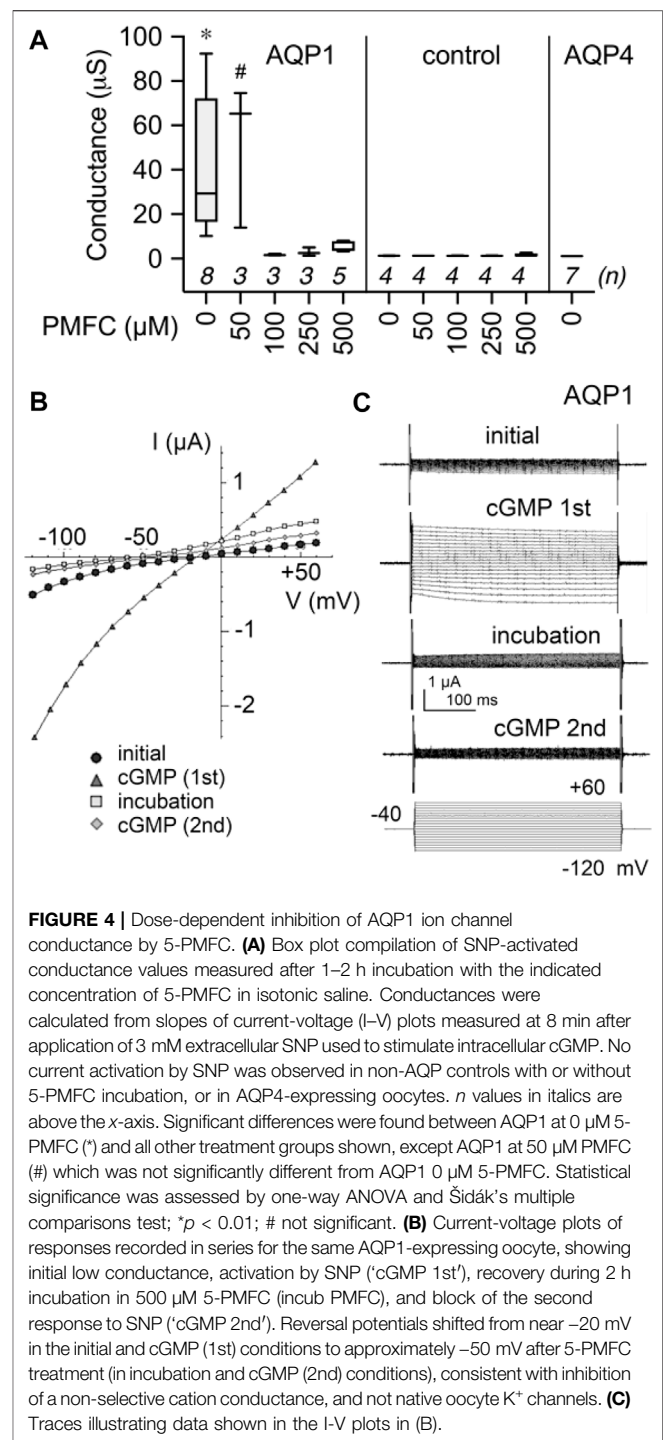 A
100
80
60
40
20
0
Conductance (µS)
*
#
AQP1
control
AQP4
8 3 3 3 5 4 4 4 4 4 7 (n)
PMFC (µM)
0 50 100 250 500 0 50 100 250 500 0
B
I (µA)
1
-100 -50
+50
V (mV)
-1
-2
initial
cGMP (1st)
incubation
cGMP (2nd)
C
AQP1
initial
cGMP 1st
incubation
1 µA
100 ms
cGMP 2nd
+60
-40
-120 mV
FIGURE 4 | Dose-dependent inhibition of AQP1 ion channel
conductance by 5-PMFC. (A) Box plot compilation of SNP-activated
conductance values measured after 1–2 h incubation with the indicated
concentration of 5-PMFC in isotonic saline. Conductances were
calculated from slopes of current-voltage (I–V) plots measured at 8 min after
application of 3 mM extracellular SNP used to stimulate intracellular cGMP. No
current activation by SNP was observed in non-AQP controls with or without
5-PMFC incubation, or in AQP4-expressing oocytes. n values in italics are
above the x-axis. Significant differences were found between AQP1 at 0 µM 5-
PMFC (*) and all other treatment groups shown, except AQP1 at 50 µM PMFC
(#) which was not significantly different from AQP1 0 µM 5-PMFC. Statistical
significance was assessed by one-way ANOVA and Šidák’s multiple
comparisons test; *p < 0.01; # not significant. (B) Current-voltage plots of
responses recorded in series for the same AQP1-expressing oocyte, showing
initial low conductance, activation by SNP (‘cGMP 1st′), recovery during 2 h
incubation in 500 µM 5-PMFC (incub PMFC), and block of the second
response to SNP (‘cGMP 2nd′). Reversal potentials shifted from near −20 mV
in the initial and cGMP (1st) conditions to approximately −50 mV after 5-PMFC
treatment (in incubation and cGMP (2nd) conditions), consistent with inhibition
of a non-selective cation conductance, and not native oocyte K⁺ channels. (C)
Traces illustrating data shown in the I-V plots in (B).